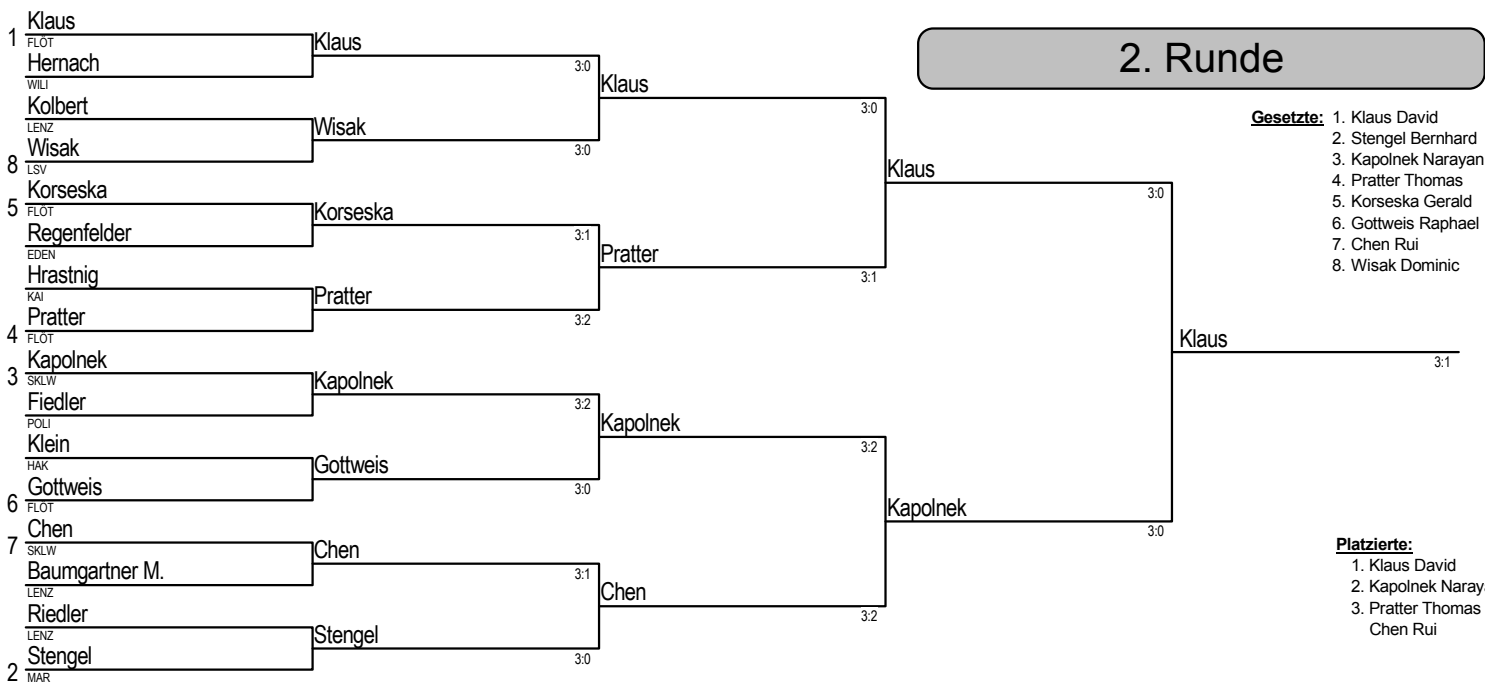 2. Runde
Gesetzte: 1. Klaus David
2. Stengel Bernhard
3. Kapolnek Narayan
4. Pratter Thomas
5. Korseska Gerald
6. Gottweis Raphael
7. Chen Rui
8. Wisak Dominic
Klaus
1 FLÖT
Hernach
WILI
Kolbert
LENZ
Wisak
8 LSV
Korseska
5 FLÖT
Regenfelder
EDEN
Hrastnig
KAI
Pratter
4 FLÖT
Kapolnek
3 SKLW
Fiedler
POLI
Klein
HAK
Gottweis
6 FLÖT
Chen
7 SKLW
Baumgartner M.
LENZ
Riedler
LENZ
Stengel
2 MAR
Klaus
3:0
Wisak
3:0
Korseska
3:1
Pratter
3:2
Kapolnek
3:2
Gottweis
3:0
Chen
3:1
Stengel
3:0
Klaus
3:0
Pratter
3:1
Kapolnek
3:2
Chen
3:2
Klaus
3:0
Kapolnek
3:0
Klaus
3:1
Platzierte:
1. Klaus David
2. Kapolnek Naray
3. Pratter Thomas
Chen Rui